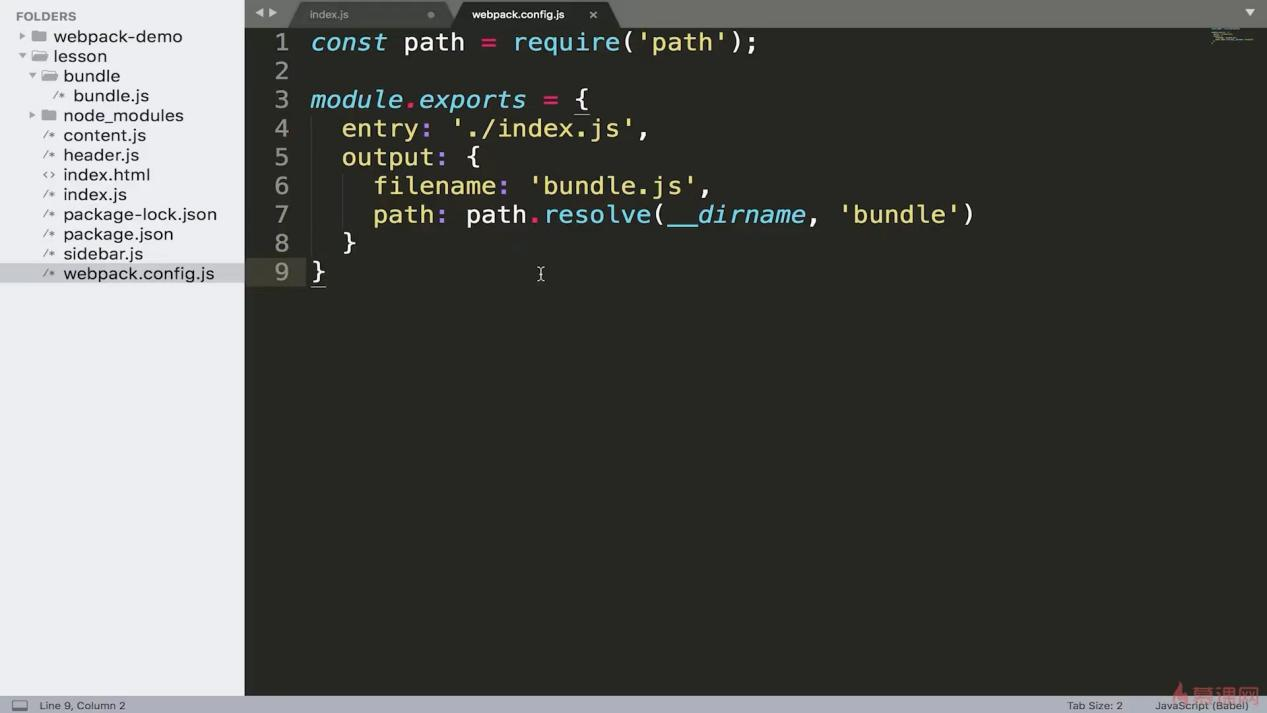 FOLDERS
webpack-demo
lesson
bundle
/* bundle.js
node_modules
/* content.js
/* header.js
<> index.html
/* index.js
/* package-lock.json
/* package.json
/* sidebar.js
/* webpack.config.js
index.js
webpack.config.js ×
1 const path = require('path');
2
3 module.exports = {
4 entry: './index.js',
5 output: {
6 filename: 'bundle.js',
7 path: path.resolve(__dirname, 'bundle')
8 }
9 }
Line 9, Column 2
Tab Size: 2
JavaScript (Babel)
慕课网